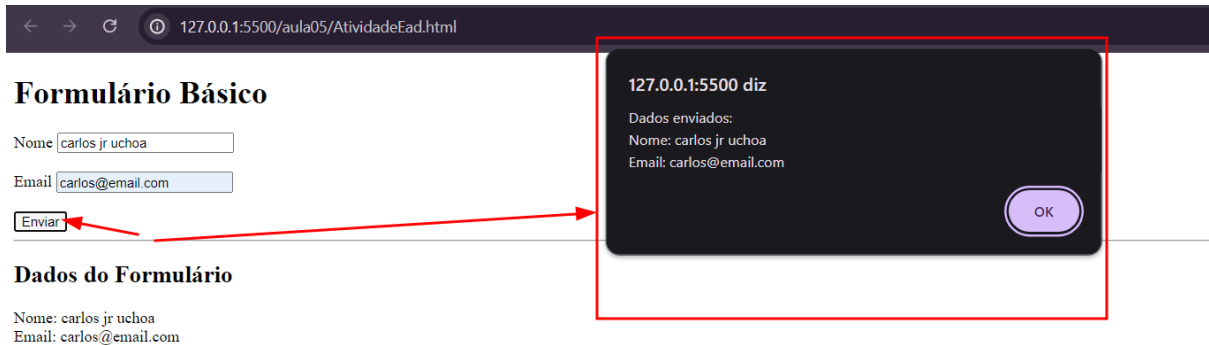 127.0.0.1:5500/aula05/AtividadeEad.html
Formulário Básico
Nome carlos jr uchoa
Email carlos@email.com
Enviar
127.0.0.1:5500 diz
Dados enviados:
Nome: carlos jr uchoa
Email: carlos@email.com
OK
Dados do Formulário
Nome: carlos jr uchoa
Email: carlos@email.com